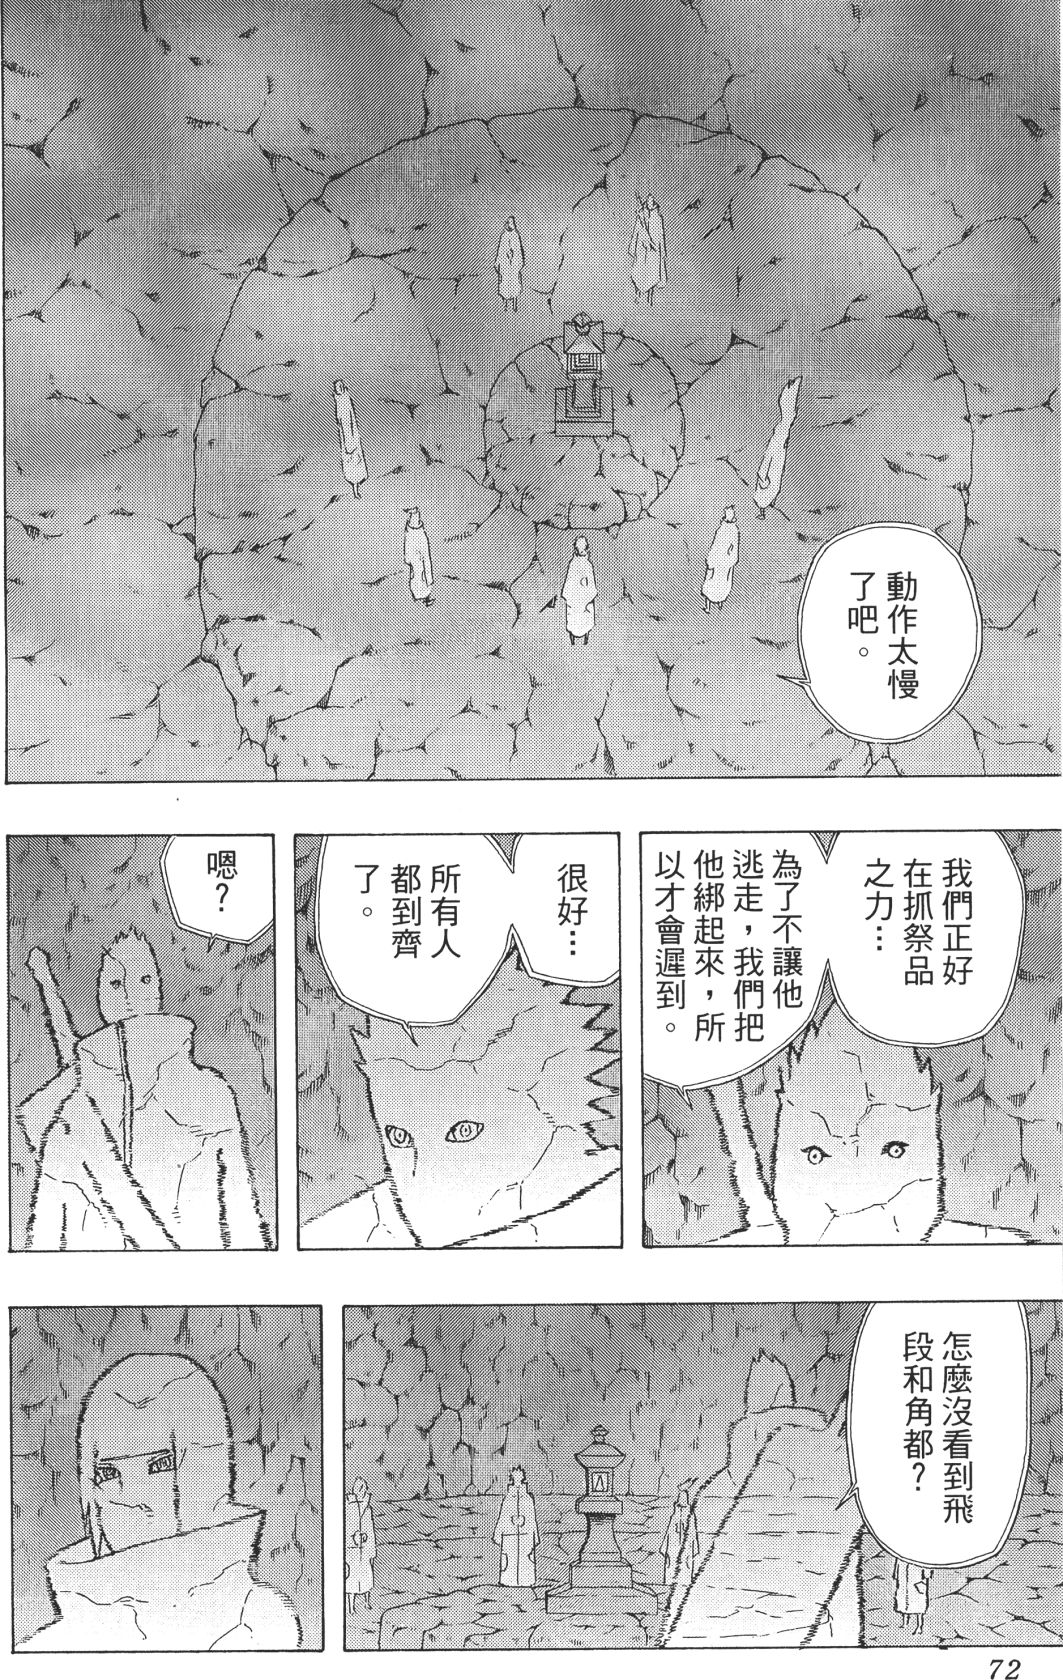 動作太慢
了吧。
我們正好
在抓祭品
之力…
為了不讓他
逃走，我們把
他綁起來，所
以才會遲到。
很好…
所有人
都到齊
了。
嗯？
怎麼沒看到飛
段和角都？
72